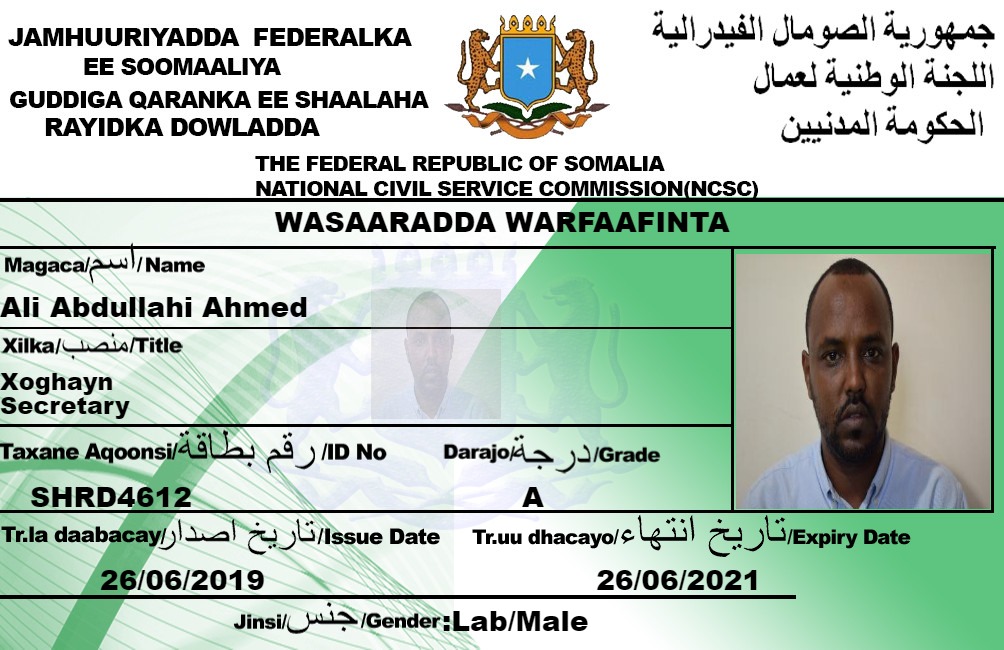 JAMHUURIYADDA FEDERALKA
EE SOOMAALIYA
GUDDIGA QARANKA EE SHAALAHA
RAYIDKA DOWLADDA
جمهورية الصومال الفيدرالية
اللجنة الوطنية لعمال
الحكومة المدنيين
THE FEDERAL REPUBLIC OF SOMALIA
NATIONAL CIVIL SERVICE COMMISSION(NCSC)
WASAARADDA WARFAAFINTA
Magaca/اسم/Name
Ali Abdullahi Ahmed
Xilka/منصب/Title
Xoghayn
Secretary
Taxane Aqoonsi/رقم بطاقة/ID No
SHRD4612
Darajo/درجة/Grade
A
Tr.la daabacay/تاريخ اصدار/Issue Date
26/06/2019
Tr.uu dhacayo/تاريخ انتهاء/Expiry Date
26/06/2021
Jinsi/جنس/Gender:Lab/Male